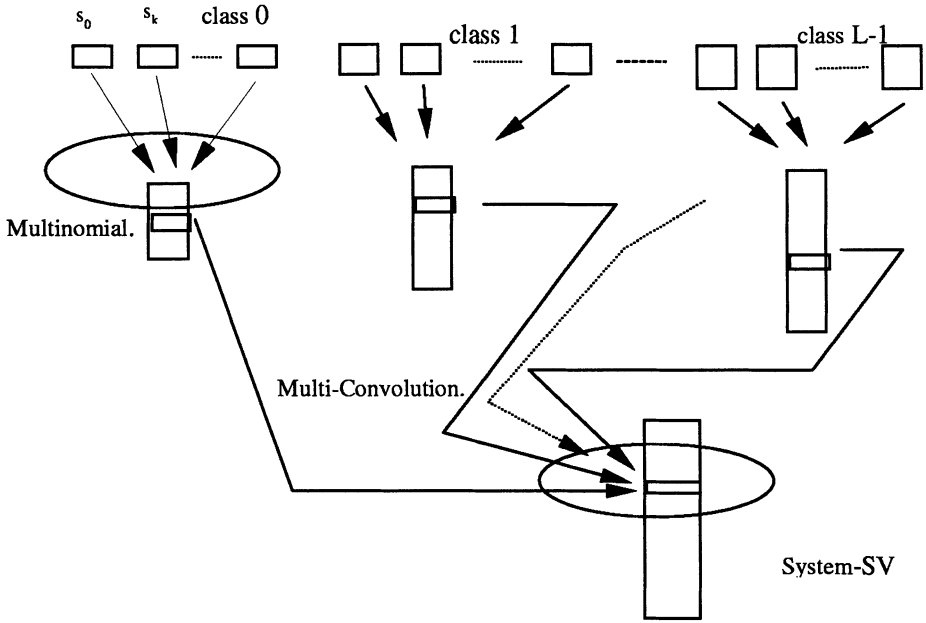 s0 sk class 0
class 1
class L-1
Multinomial.
Multi-Convolution.
System-SV